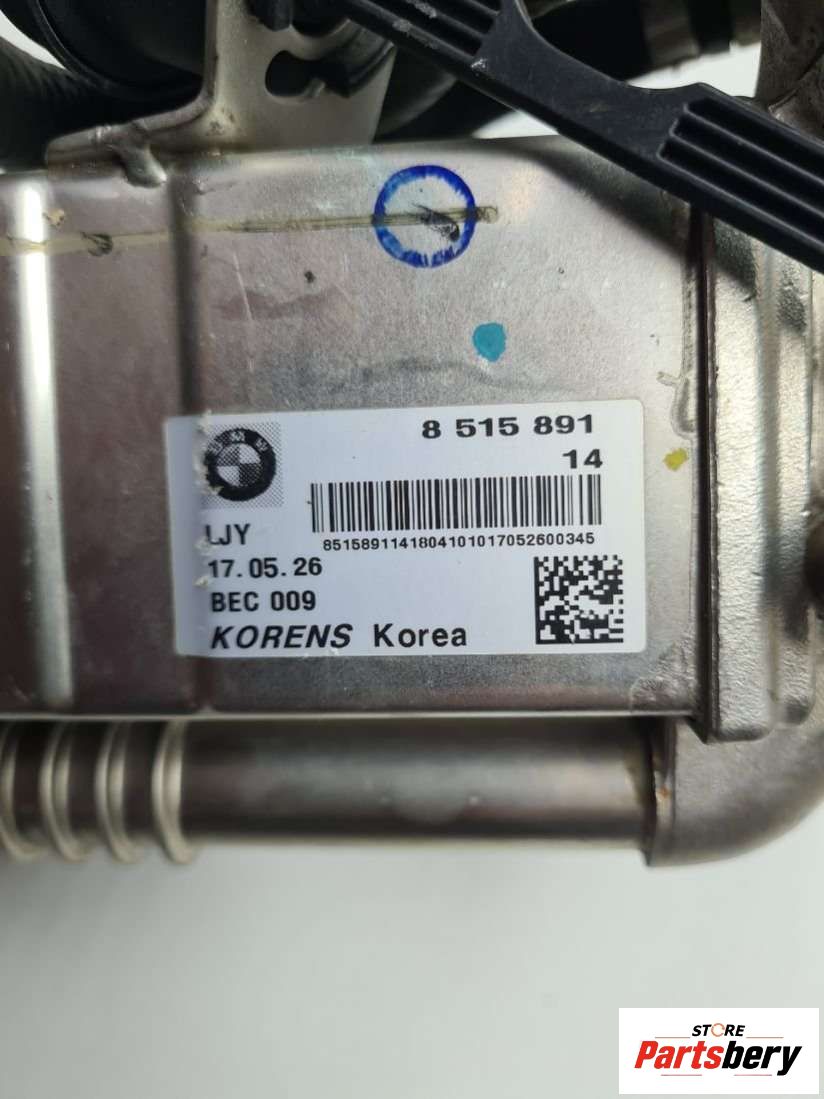 8 515 891
14
8515891141804101017052600345
LJY
17.05.26
BEC 009
KORENS Korea
STORE
Partsbery